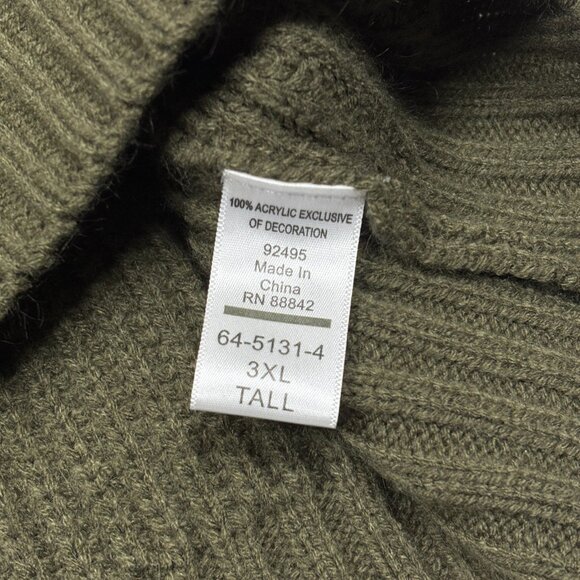 100% ACRYLIC EXCLUSIVE
OF DECORATION
92495
Made In
China
RN 88842
64-5131-4
3XL
TALL